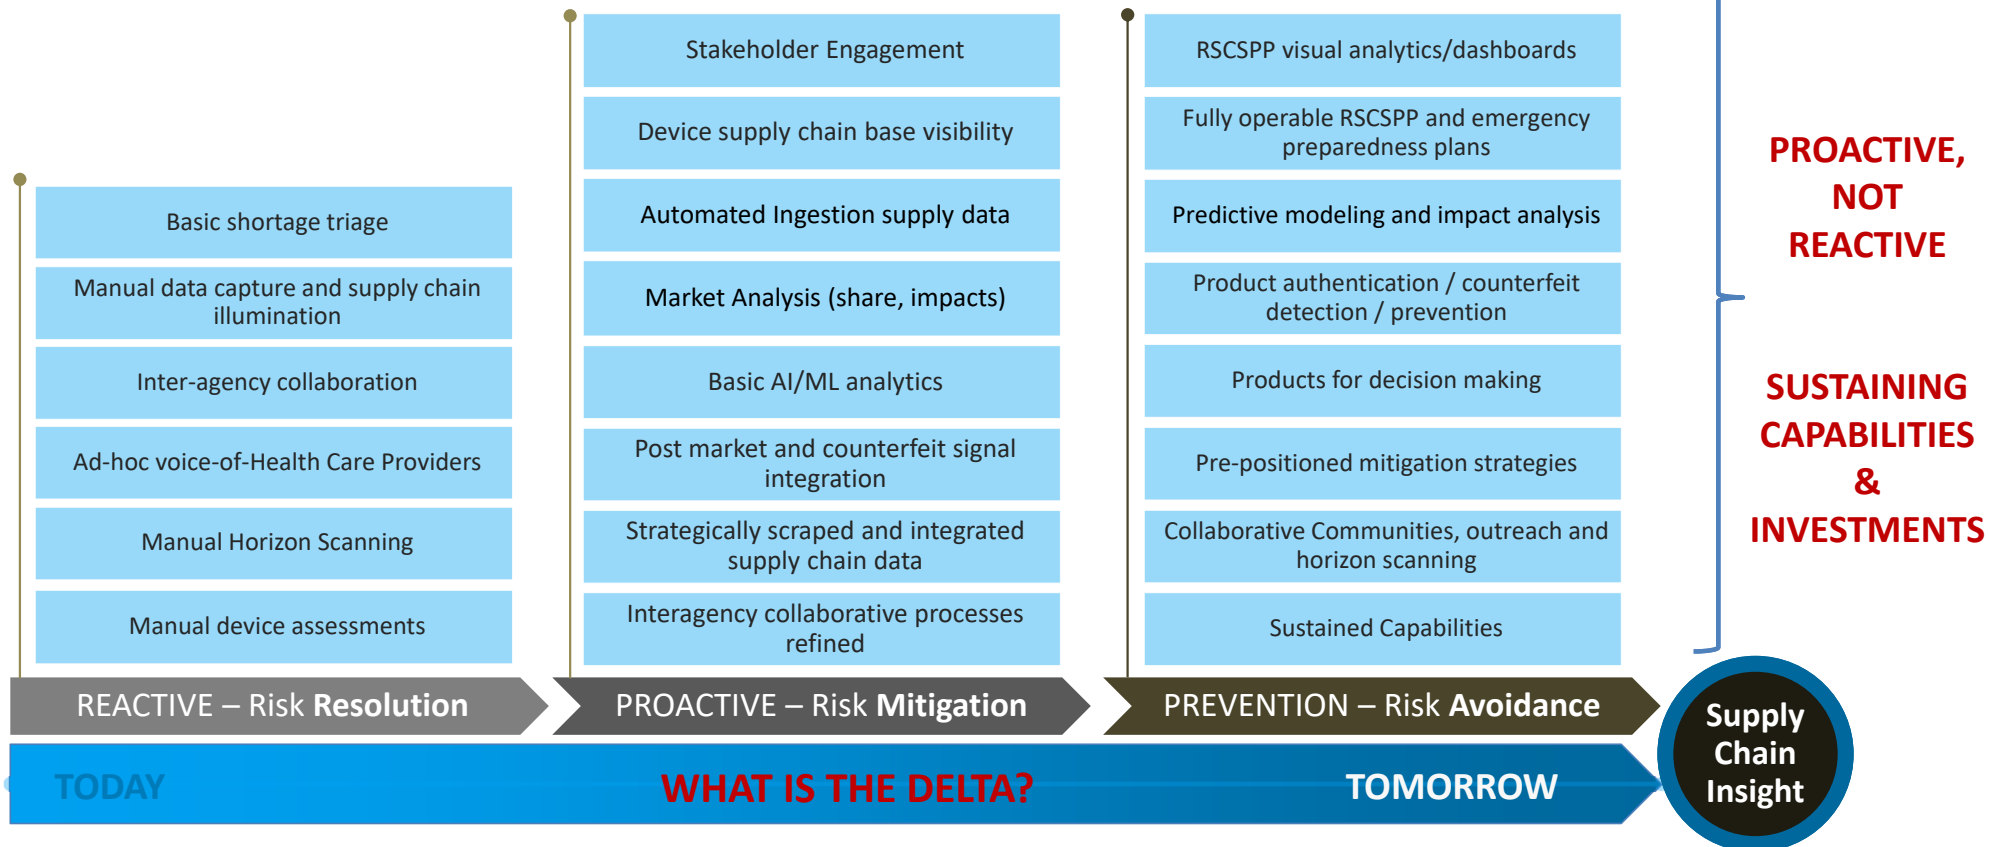 Basic shortage triage
Manual data capture and supply chain
illumination
Inter-agency collaboration
Ad-hoc voice-of-Health Care Providers
Manual Horizon Scanning
Manual device assessments
REACTIVE – Risk Resolution
Stakeholder Engagement
Device supply chain base visibility
Automated Ingestion supply data
Market Analysis (share, impacts)
Basic AI/ML analytics
Post market and counterfeit signal
integration
Strategically scraped and integrated
supply chain data
Interagency collaborative processes
refined
PROACTIVE – Risk Mitigation
RSCSPP visual analytics/dashboards
Fully operable RSCSPP and emergency
preparedness plans
Predictive modeling and impact analysis
Product authentication / counterfeit
detection / prevention
Products for decision making
Pre-positioned mitigation strategies
Collaborative Communities, outreach and
horizon scanning
Sustained Capabilities
PREVENTION – Risk Avoidance
PROACTIVE,
NOT
REACTIVE
SUSTAINING
CAPABILITIES
&
INVESTMENTS
TODAY
WHAT IS THE DELTA?
TOMORROW
Supply
Chain
Insight